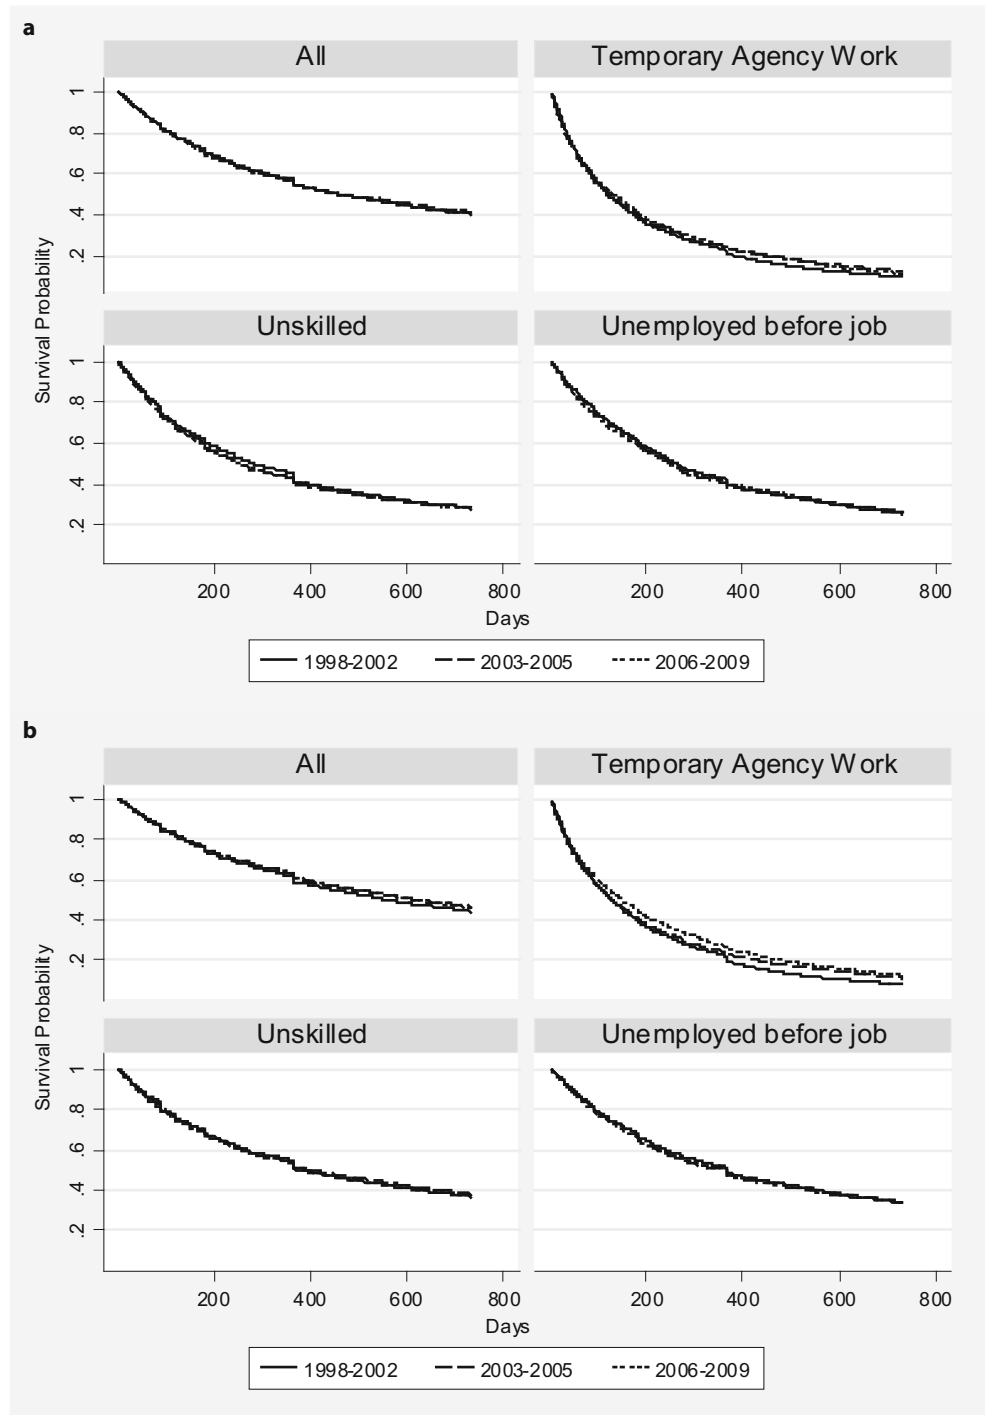 a
All
Temporary Agency Work
1
.8
.6
.4
.2
Unskilled
Unemployed before job
1
.8
.6
.4
.2
Survival Probability
200 400 600 800 200 400 600 800
Days
1998-2002 2003-2005 2006-2009
b
All
Temporary Agency Work
1
.8
.6
.4
.2
Unskilled
Unemployed before job
1
.8
.6
.4
.2
Survival Probability
200 400 600 800 200 400 600 800
Days
1998-2002 2003-2005 2006-2009